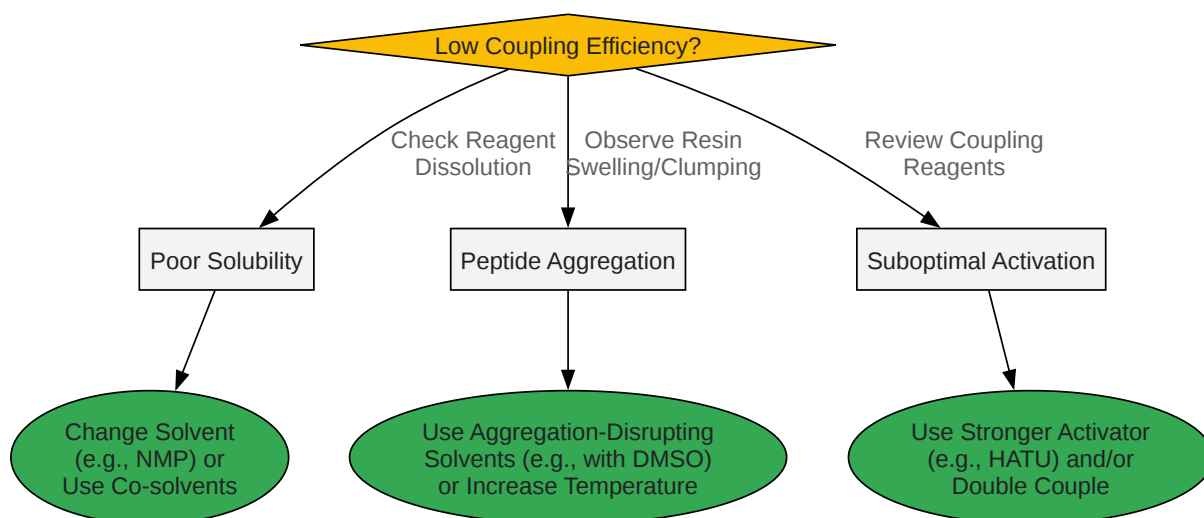 Low Coupling Efficiency?
Check Reagent
Dissolution
Observe Resin
Swelling/Clumping
Review Coupling
Reagents
Poor Solubility
Peptide Aggregation
Suboptimal Activation
Change Solvent
(e.g., NMP) or
Use Co-solvents
Use Aggregation-Disrupting
Solvents (e.g., with DMSO)
or Increase Temperature
Use Stronger Activator
(e.g., HATU) and/or
Double Couple